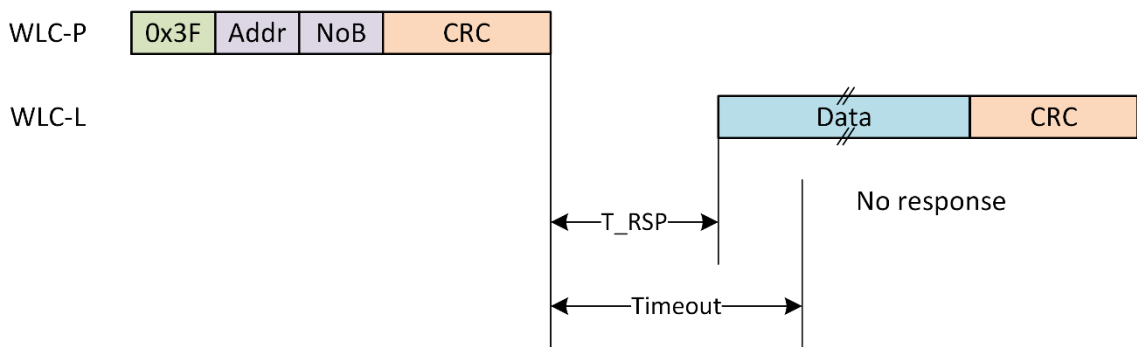 WLC-P 0x3F Addr NoB CRC
WLC-L Data CRC
No response
T_RSP
Timeout